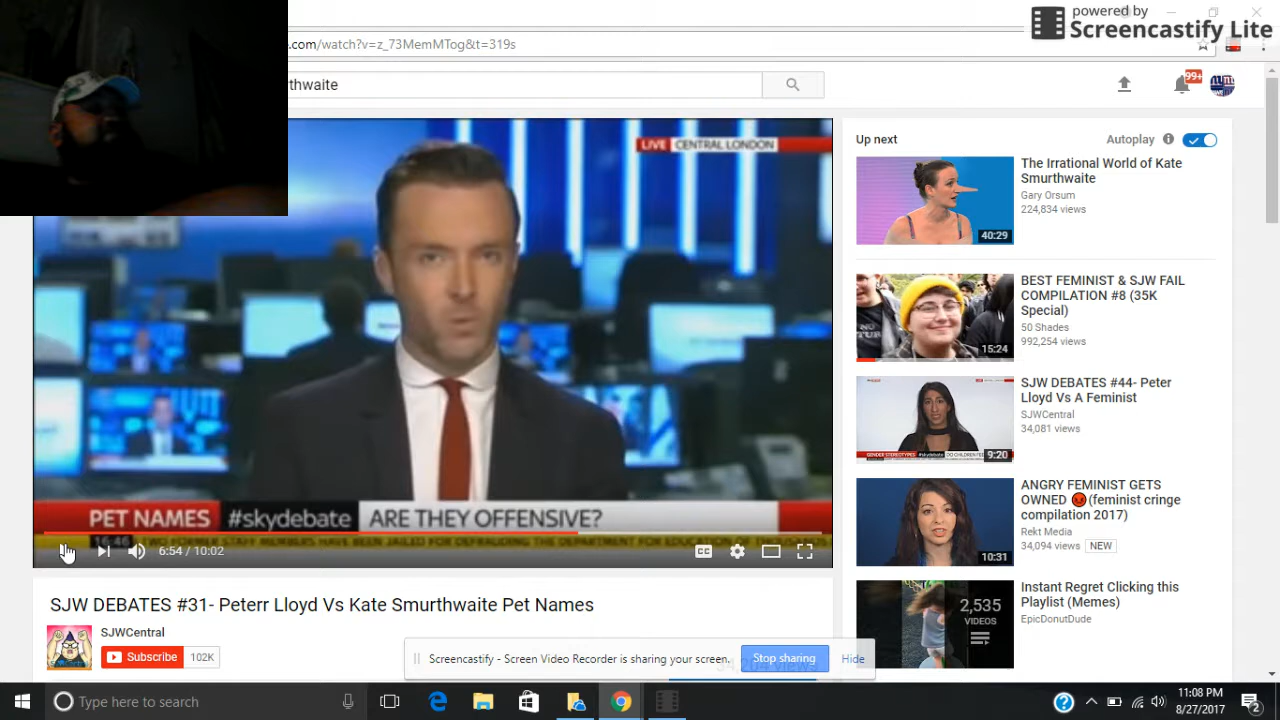 powered by
Screencastify Lite
e.com/watch?v=z_73MemMTog&t=319s
thwaite
99+
LIVE CENTRAL LONDON
PET NAMES #skydebate ARE THEY OFFENSIVE?
16:46
6:54 / 10:02
CC
SJW DEBATES #31- Peterr Lloyd Vs Kate Smurthwaite Pet Names
SJWCentral
Subscribe 102K
Up next
Autoplay
The Irrational World of Kate
Smurthwaite
Gary Orsum
224,834 views
40:29
BEST FEMINIST & SJW FAIL
COMPILATION #8 (35K
Special)
50 Shades
992,254 views
15:24
SJW DEBATES #44- Peter
Lloyd Vs A Feminist
SJWCentral
34,081 views
9:20
ANGRY FEMINIST GETS
OWNED 😡(feminist cringe
compilation 2017)
Rekt Media
34,094 views NEW
10:31
Instant Regret Clicking this
Playlist (Memes)
EpicDonutDude
2,535
VIDEOS
Screencastify - Screen Video Recorder is sharing your screen.
Stop sharing
Hide
Type here to search
11:08 PM
8/27/2017
2